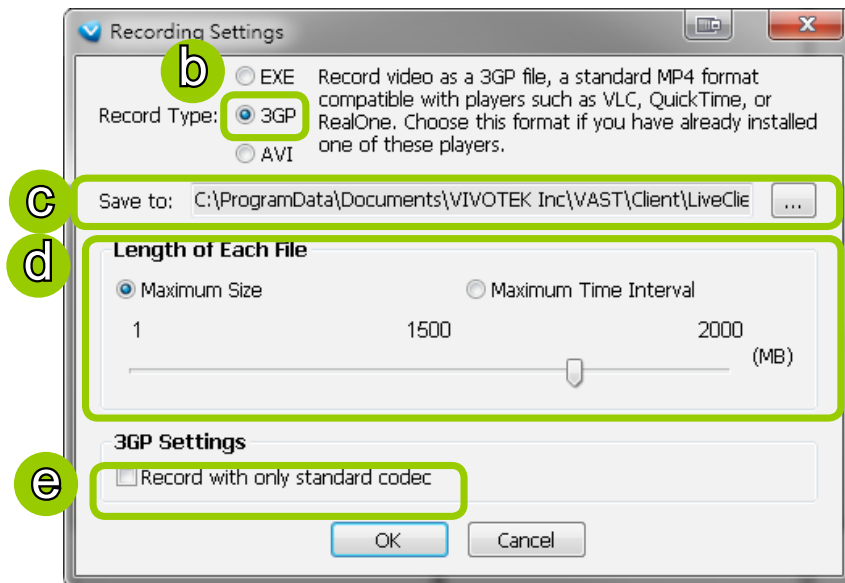 Recording Settings
b
EXE
Record Type:
3GP
AVI
Record video as a 3GP file, a standard MP4 format
compatible with players such as VLC, QuickTime, or
RealOne. Choose this format if you have already installed
one of these players.
c
Save to: C:\ProgramData\Documents\VIVOTEK Inc\VAST\Client\LiveClie ...
d
Length of Each File
Maximum Size Maximum Time Interval
1 1500 2000
(MB)
3GP Settings
e
Record with only standard codec
OK Cancel